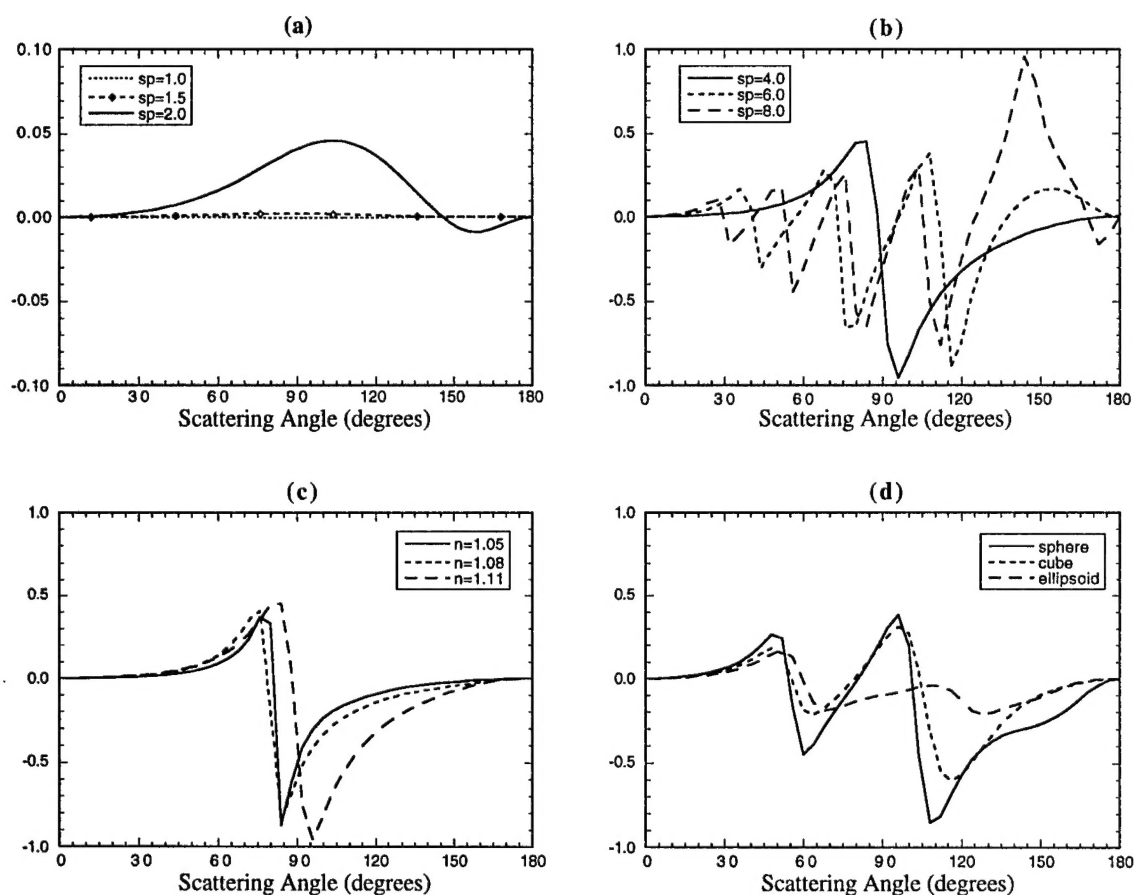 (a)
0.10
0.05
0.00
-0.05
-0.10
sp=1.0
sp=1.5
sp=2.0
0 30 60 90 120 150 180
Scattering Angle (degrees)
(b)
1.0
0.5
0.0
-0.5
-1.0
sp=4.0
sp=6.0
sp=8.0
0 30 60 90 120 150 180
Scattering Angle (degrees)
(c)
1.0
0.5
0.0
-0.5
-1.0
n=1.05
n=1.08
n=1.11
0 30 60 90 120 150 180
Scattering Angle (degrees)
(d)
1.0
0.5
0.0
-0.5
-1.0
sphere
cube
ellipsoid
0 30 60 90 120 150 180
Scattering Angle (degrees)